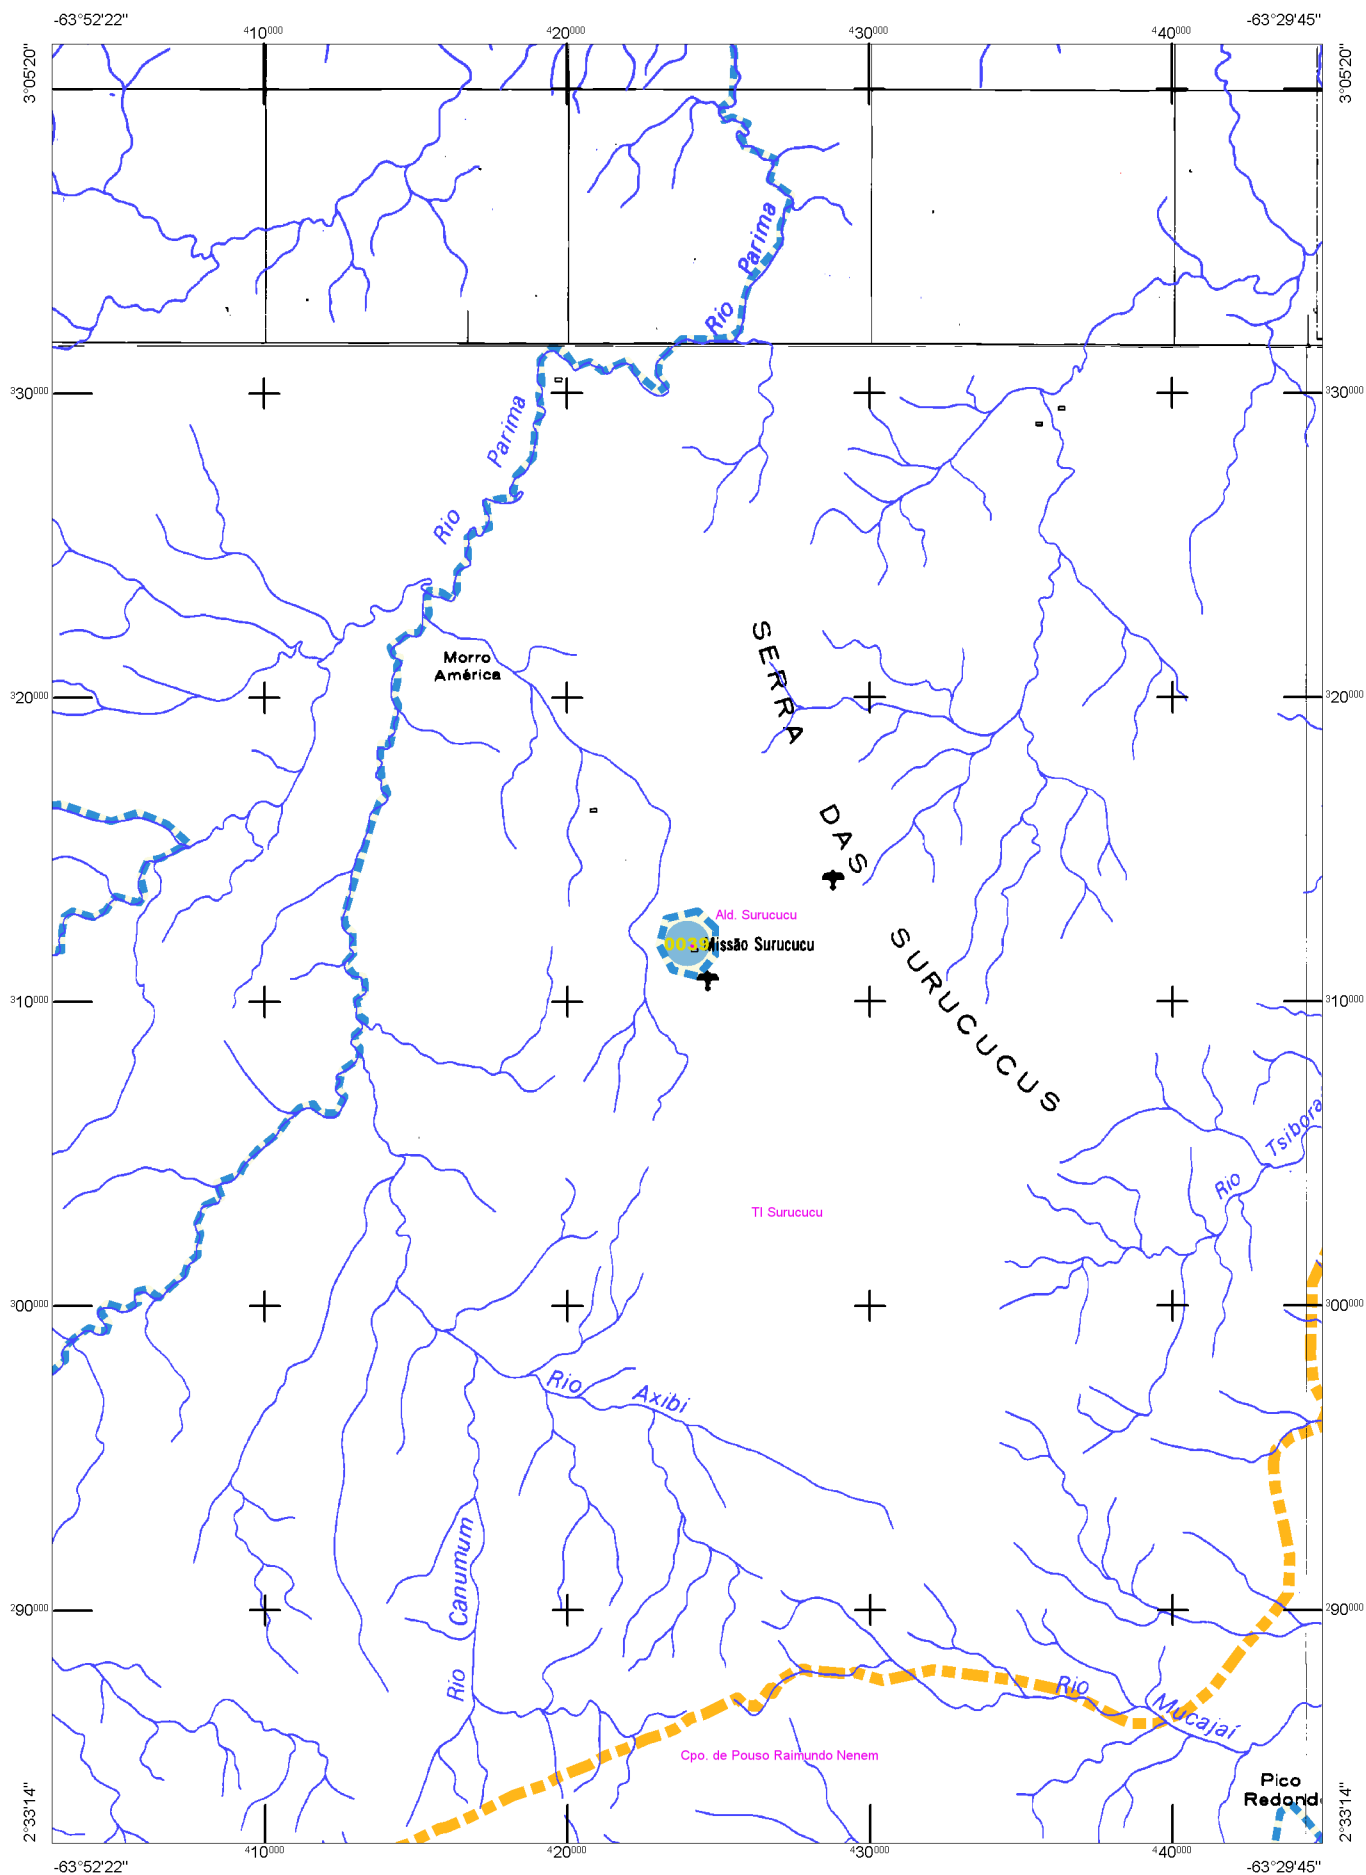 -63°52'22"
-63°29'45"
410000
420000
430000
440000
3°05'20"
3°05'20"
Rio Parima
330000
330000
Rio Parima
SERRA
Morro
América
320000
320000
DAS
Ald. Surucucu
0039
Missão Surucucu
SURUCUCUS
310000
310000
Rio Tsibora
TI Surucucu
300000
300000
Rio Axibi
Rio Canumum
290000
290000
Rio Mucajaí
Cpo. de Pouso Raimundo Nenem
Pico
Redond
2°33'14"
2°33'14"
410000
420000
430000
440000
-63°52'22"
-63°29'45"